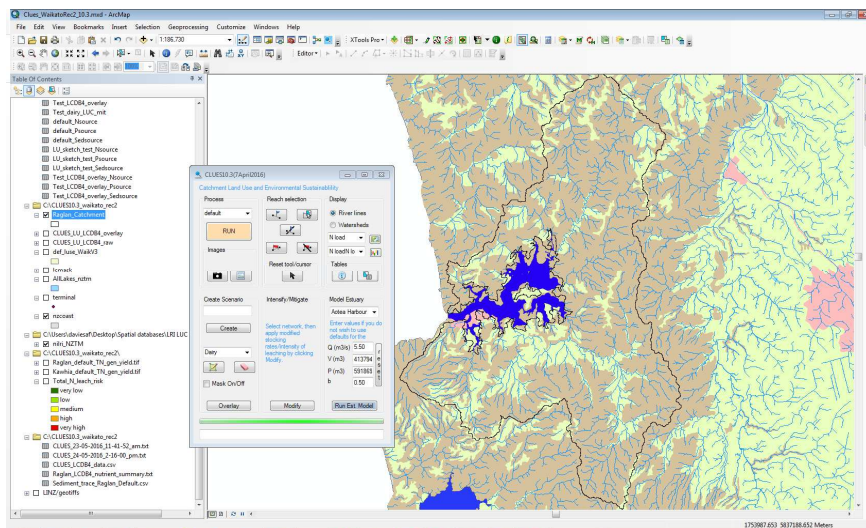 Clues_WaikatoRec2_10.3.mxd - ArcMap
File Edit View Bookmarks Insert Selection Geoprocessing Customize Windows Help
1:186,730
XTools Pro
Editor
Table Of Contents
Test_LCDB4_overlay
Test_dairy_LUC_mit
default_Nsource
default_Psource
default_Sedsource
LU_sketch_test_Nsource
LU_sketch_test_Psource
LU_sketch_test_Sedsource
Test_LCDB4_overlay_Nsource
Test_LCDB4_overlay_Psource
Test_LCDB4_overlay_Sedsource
C:\CLUES10.3_waikato_rec2
Raglan_Catchment
CLUES_LU_LCDB4_overlay
CLUES_LU_LCDB4_raw
def_luse_WaikV3
lcmask
AllLakes_nztm
terminal
nzcoast
C:\Users\daviesaf\Desktop\Spatial databases\LRI LUC
nlri_NZTM
C:\CLUES10.3_waikato_rec2\
Raglan_default_TN_gen_yield.tif
Kawhia_default_TN_gen_yield.tif
Total_N_leach_risk
very low
low
medium
high
very high
C:\CLUES10.3_waikato_rec2
CLUES_23-05-2016_11-41-52_am.txt
CLUES_24-05-2016_2-16-00_pm.txt
CLUES_LCDB4_data.csv
Raglan_LCDB4_nutrient_summary.txt
Sediment_trace_Raglan_Default.csv
LINZ/geotiffs
CLUES10.3(7April2016)
Catchment Land Use and Environmental Sustainablilty
Process
Reach selection
Display
default
RUN
River lines
Watersheds
N load
N loadN lo
Images
Reset tool/cursor
Tables
Create Scenario
Intensify/Mitigate
Model Estuary
Aotea Harbour
Create
Select network, then
apply modified
stocking
rates/intensity of
leaching by clicking
Modify.
Enter values if you do
not wish to use
defaults for the
Q (m3/s) 5.50
V (m3) 413794
P (m3) 591868
b 0.50
reset
Dairy
Mask On/Off
Overlay
Modify
Run Est. Model
1753987.653 5837188.652 Meters